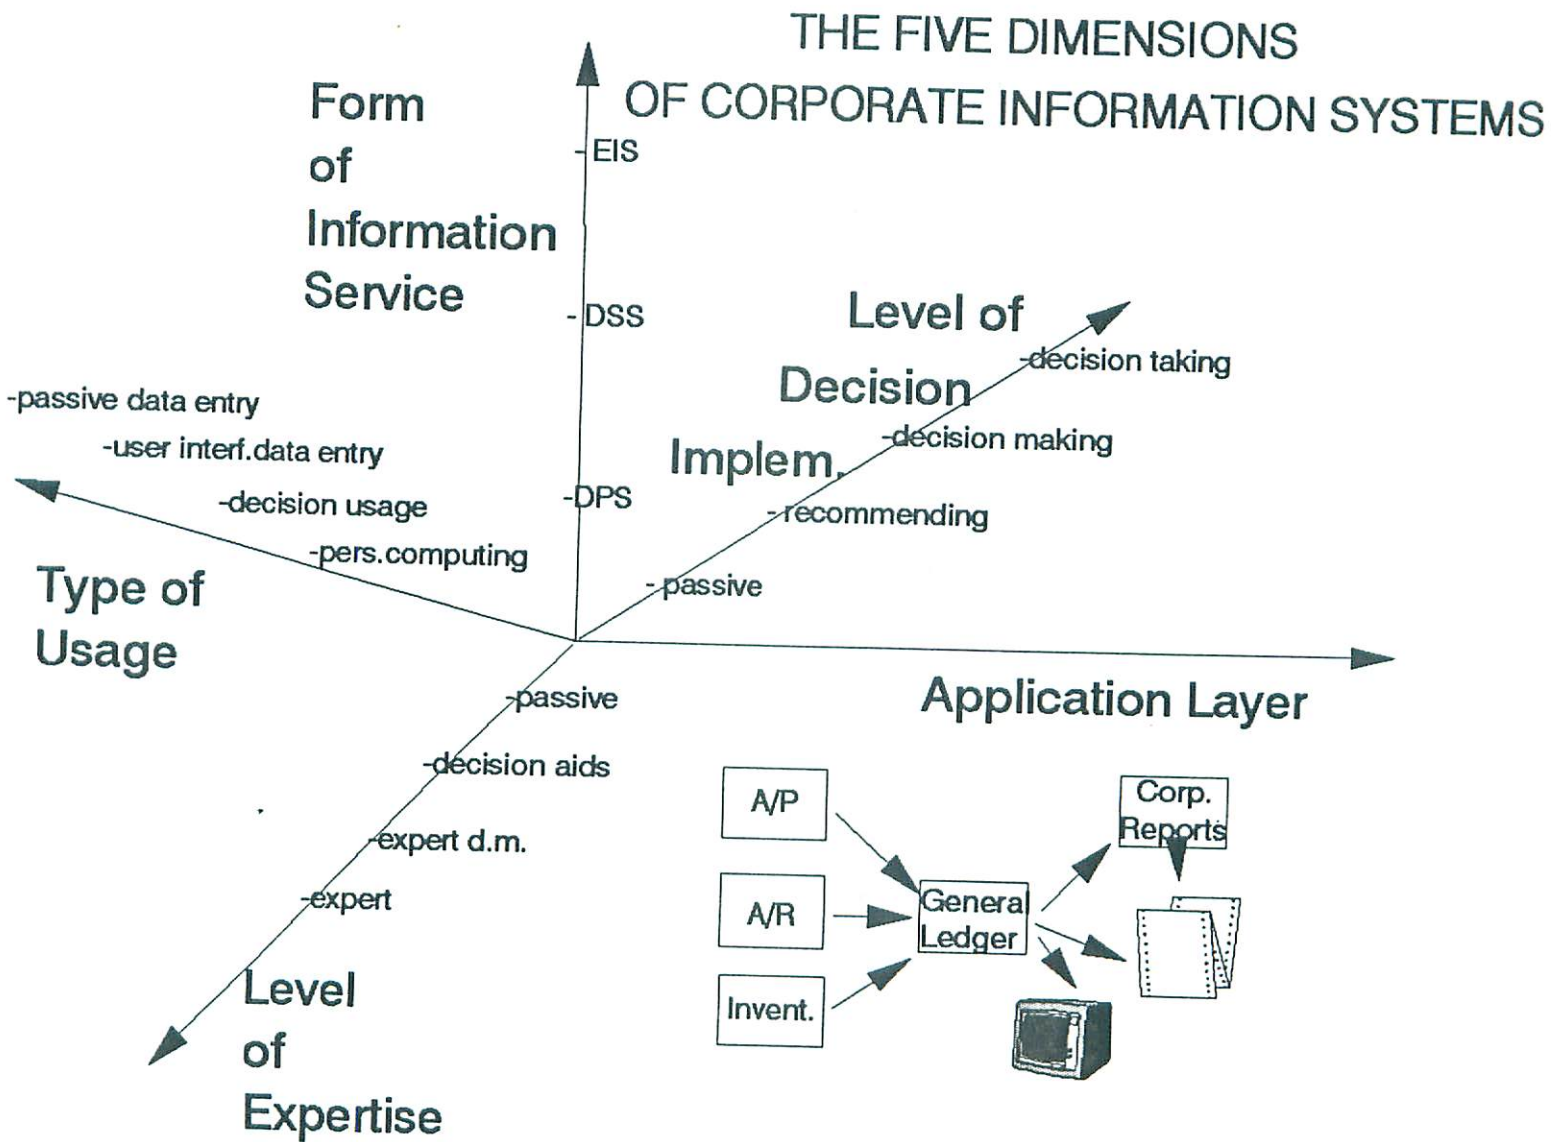 THE FIVE DIMENSIONS
OF CORPORATE INFORMATION SYSTEMS
Form
of
Information
Service
-EIS
-DSS
-DPS
Level of
Decision
Implem.
-decision taking
-decision making
-recommending
-passive
-passive data entry
-user interf.data entry
-decision usage
-pers.computing
Type of
Usage
Application Layer
-passive
-decision aids
-expert d.m.
-expert
Level
of
Expertise
A/P
A/R
Invent.
General
Ledger
Corp.
Reports